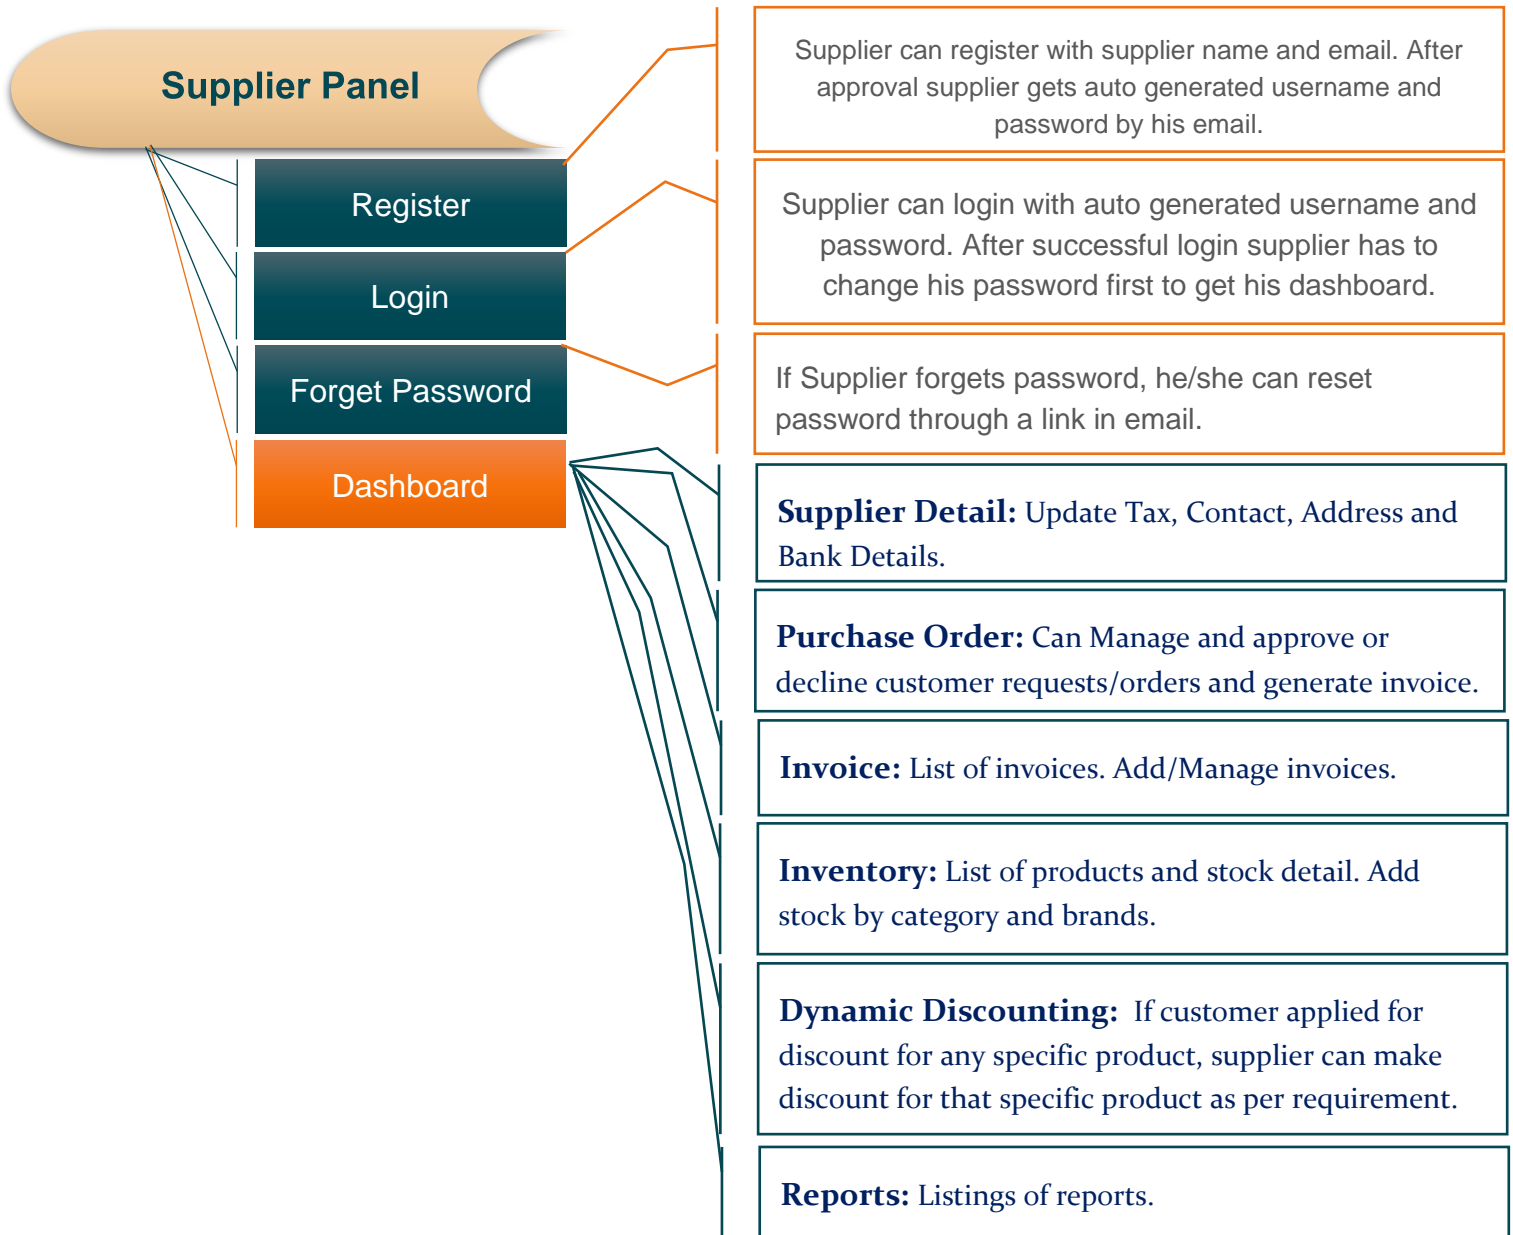 Supplier Panel
Register
Login
Forget Password
Dashboard
Supplier can register with supplier name and email. After
approval supplier gets auto generated username and
password by his email.
Supplier can login with auto generated username and
password. After successful login supplier has to
change his password first to get his dashboard.
If Supplier forgets password, he/she can reset
password through a link in email.
Supplier Detail: Update Tax, Contact, Address and
Bank Details.
Purchase Order: Can Manage and approve or
decline customer requests/orders and generate invoice.
Invoice: List of invoices. Add/Manage invoices.
Inventory: List of products and stock detail. Add
stock by category and brands.
Dynamic Discounting: If customer applied for
discount for any specific product, supplier can make
discount for that specific product as per requirement.
Reports: Listings of reports.